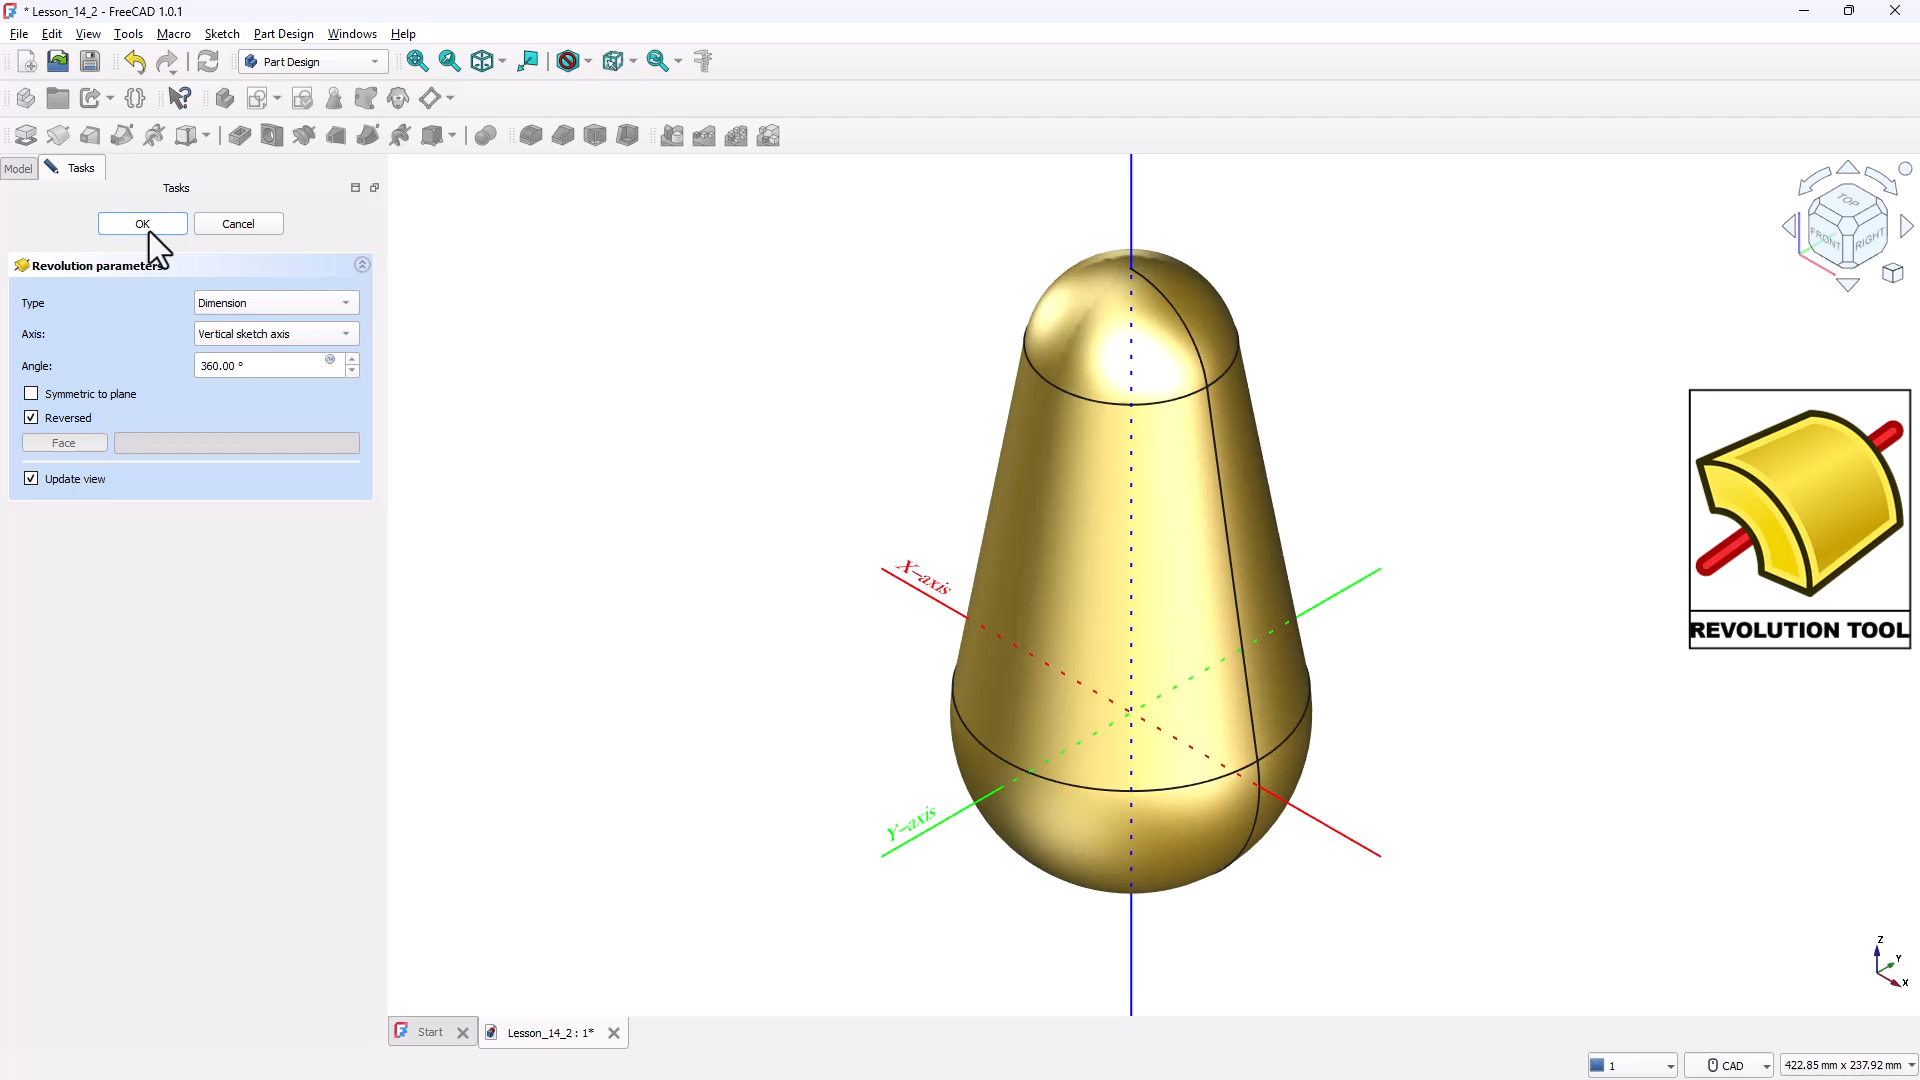 * Lesson_14_2 - FreeCAD 1.0.1
File Edit View Tools Macro Sketch Part Design Windows Help
Part Design
Model Tasks
Tasks
OK Cancel
Revolution parameters
Type Dimension
Axis: Vertical sketch axis
Angle: 360.00 °
Symmetric to plane
Reversed
Face
Update view
X-axis
Y-axis
TOP
FRONT RIGHT
REVOLUTION TOOL
Z
Y
X
Start Lesson_14_2 : 1*
1 CAD 422.85 mm x 237.92 mm